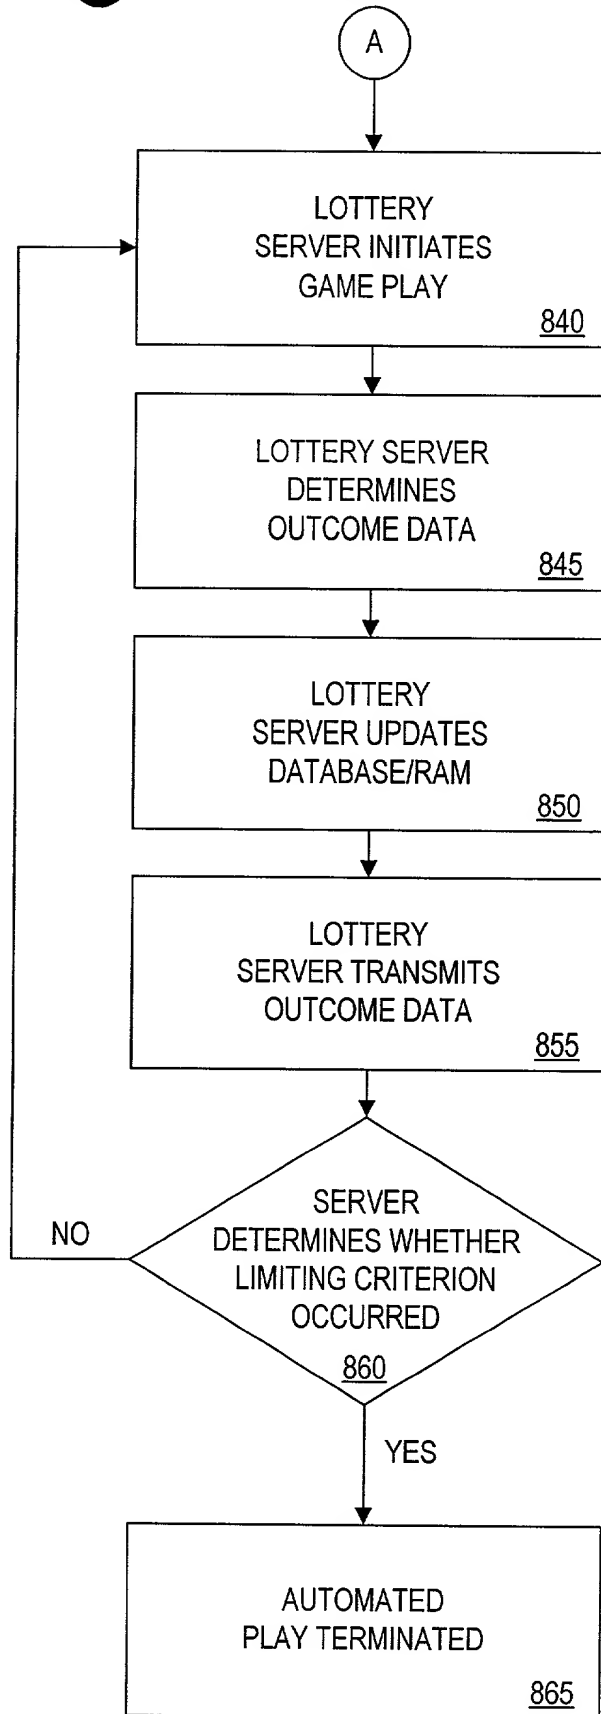 A
LOTTERY
SERVER INITIATES
GAME PLAY
840
LOTTERY SERVER
DETERMINES
OUTCOME DATA
845
LOTTERY
SERVER UPDATES
DATABASE/RAM
850
LOTTERY
SERVER TRANSMITS
OUTCOME DATA
855
SERVER
DETERMINES WHETHER
LIMITING CRITERION
OCCURRED
860
NO
YES
AUTOMATED
PLAY TERMINATED
865